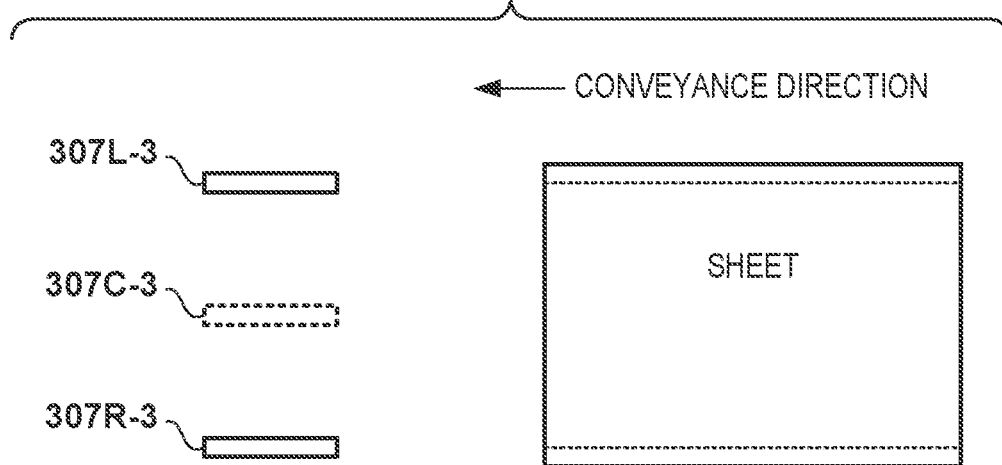 CONVEYANCE DIRECTION
307L-3
SHEET
307C-3
307R-3